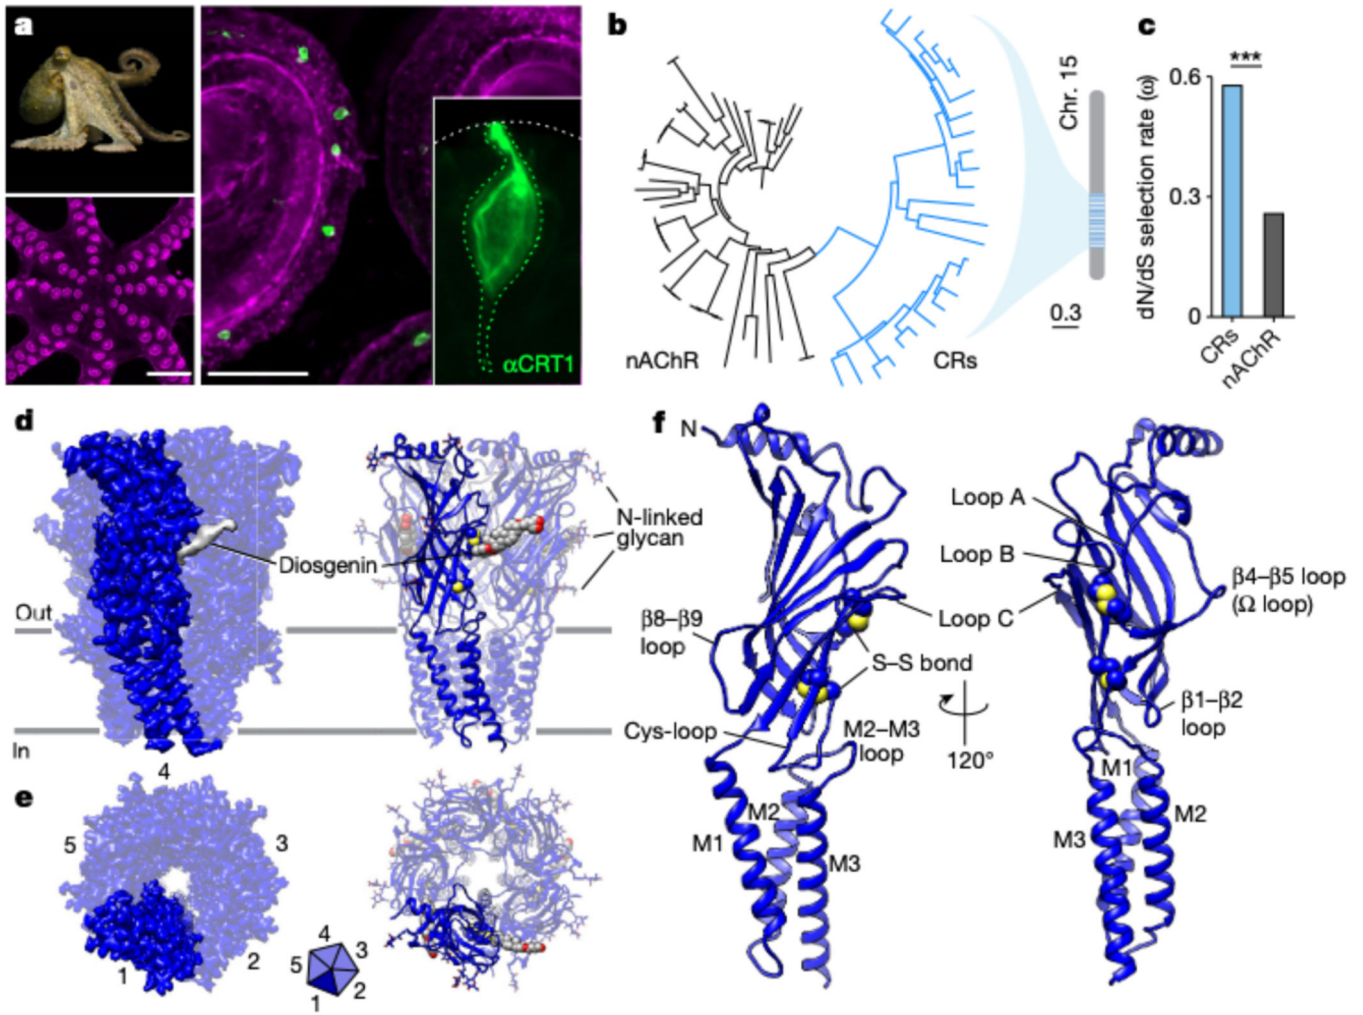 a
αCRT1
b
nAChR
CRs
Chr. 15
0.3
c
***
dN/dS selection rate (ω)
0.6
0.3
0
CRs
nAChR
d
Out
In
Diosgenin
N-linked
glycan
e
4
5
3
1
2
4
3
5
2
1
f
N
Loop A
Loop B
Loop C
β4–β5 loop
(Ω loop)
β8–β9
loop
S–S bond
Cys-loop
M2–M3
loop
β1–β2
loop
120°
M1
M2
M3
M1
M2
M3